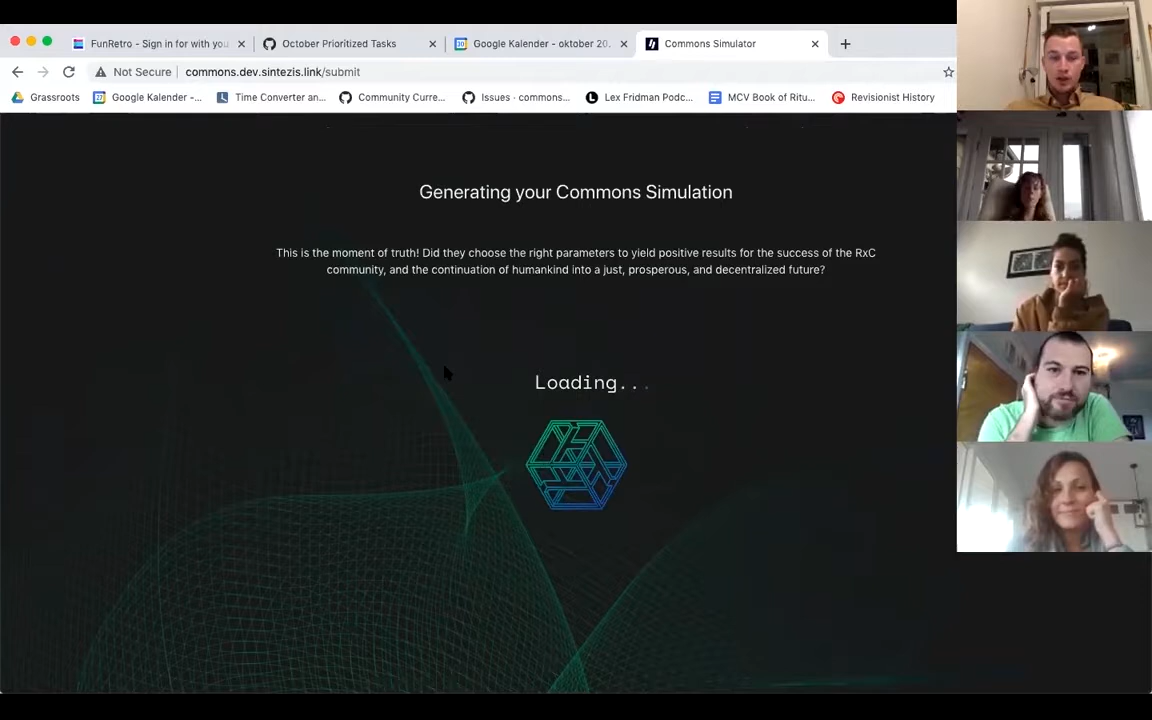 FunRetro - Sign in for with you
October Prioritized Tasks
Google Kalender - oktober 20.
Commons Simulator
Not Secure
commons.dev.sintezis.link/submit
Grassroots
Google Kalender -...
Time Converter an...
Community Curre...
Issues · commons...
Lex Fridman Podc...
MCV Book of Ritu...
Revisionist History
Generating your Commons Simulation
This is the moment of truth! Did they choose the right parameters to yield positive results for the success of the RxC
community, and the continuation of humankind into a just, prosperous, and decentralized future?
Loading...